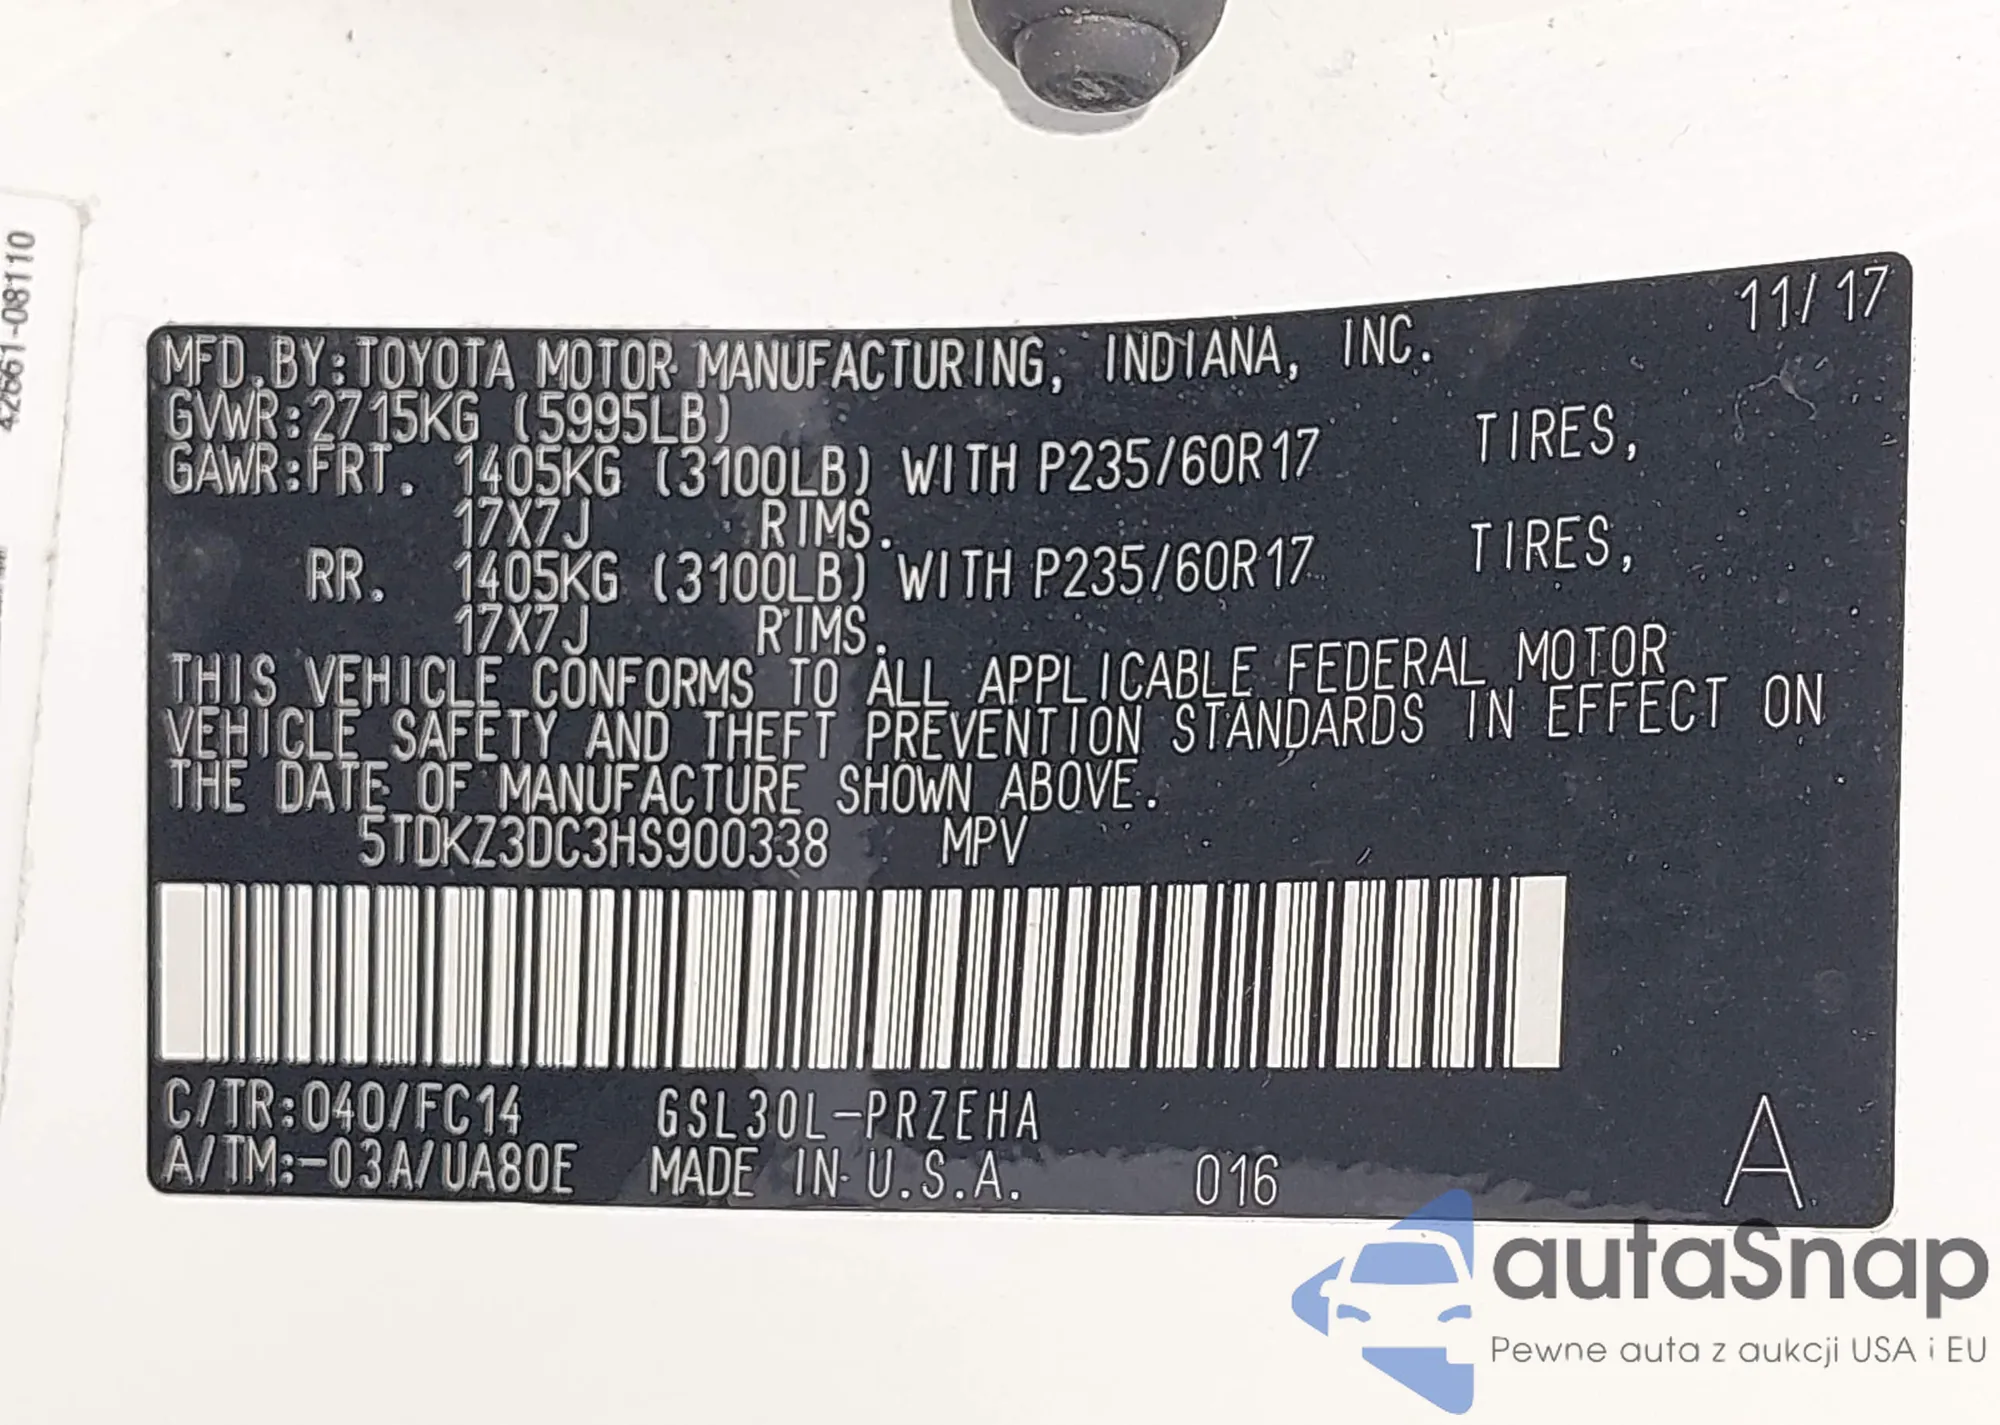 42661-08110
11/17
MFD.BY:TOYOTA MOTOR MANUFACTURING, INDIANA, INC.
GVWR:2715KG (5995LB)
GAWR:FRT. 1405KG (3100LB) WITH P235/60R17 TIRES,
17X7J RIMS.
RR. 1405KG (3100LB) WITH P235/60R17 TIRES,
17X7J RIMS.
THIS VEHICLE CONFORMS TO ALL APPLICABLE FEDERAL MOTOR
VEHICLE SAFETY AND THEFT PREVENTION STANDARDS IN EFFECT ON
THE DATE OF MANUFACTURE SHOWN ABOVE.
5TDKZ3DC3HS900338 MPV
C/TR:040/FC14 GSL30L-PRZEHA
A/TM:-03A/UA80E MADE IN U.S.A. 016 A
autaSnap
Pewne auta z aukcji USA i EU